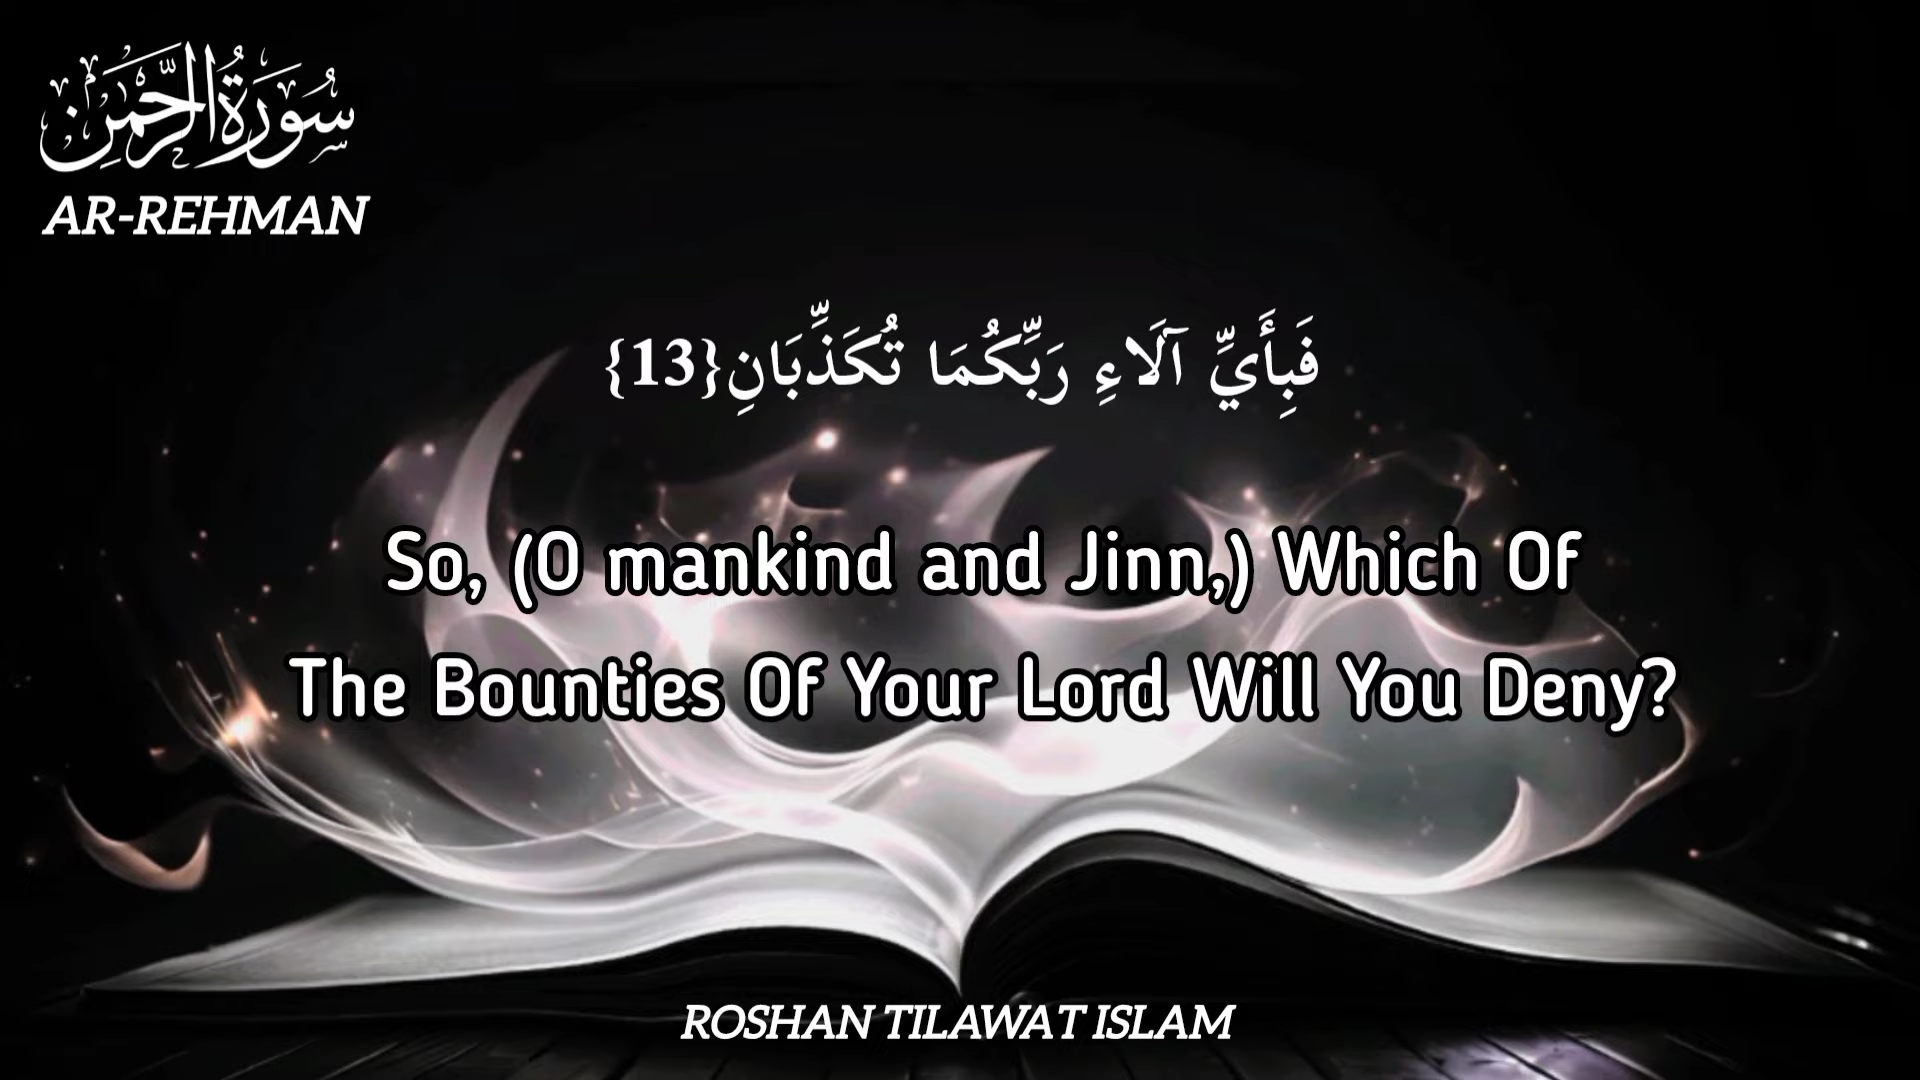 سُورَةُ الرَّحْمٰنِ
AR-REHMAN
فَبِأَيِّ آلَاءِ رَبِّكُمَا تُكَذِّبَانِ{13}
So, (O mankind and Jinn,) Which Of
The Bounties Of Your Lord Will You Deny?
ROSHAN TILAWAT ISLAM